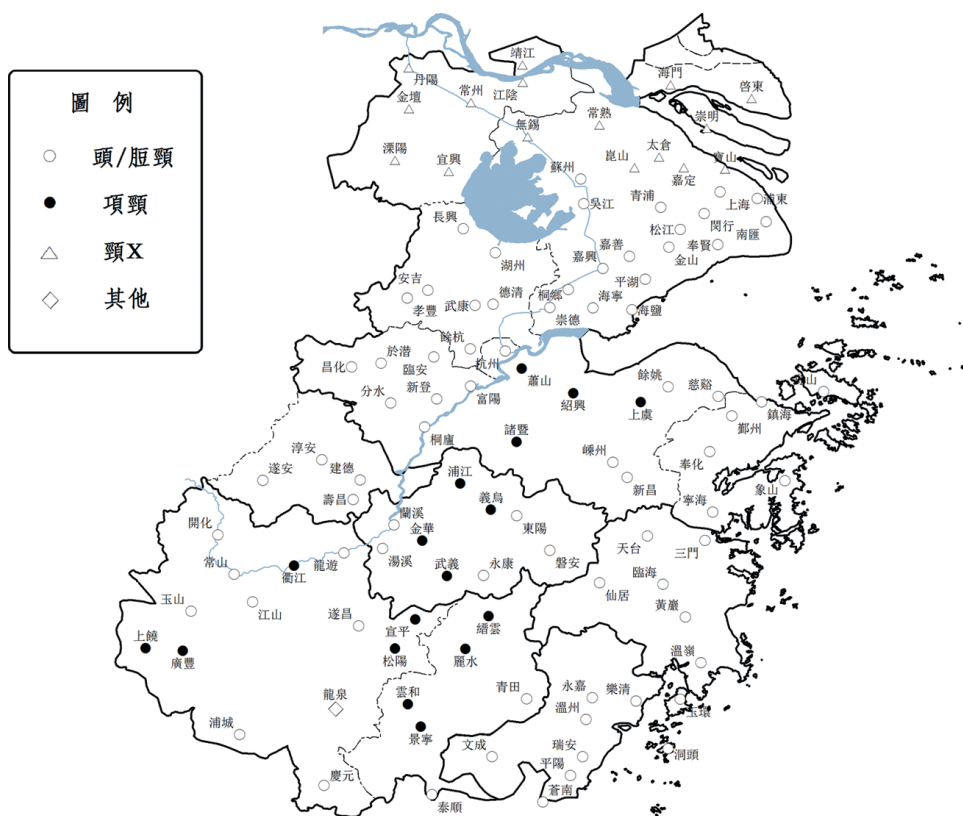 圖 例
頭/脰頸
項頸
頸X
其他
靖江
海門
啓東
丹陽
金壇
常州
江陰
常熟
崇明
無錫
溧陽
宜興
蘇州
崑山
太倉
嘉定
寶山
吳江
青浦
上海
浦東
長興
松江
閔行
南匯
湖州
嘉興
嘉善
金山
奉賢
安吉
孝豐
武康
德清
桐鄉
平湖
海寧
海鹽
崇德
餘杭
杭州
昌化
於潛
臨安
新登
分水
富陽
蕭山
紹興
餘姚
上虞
慈谿
鎮海
鄞州
桐廬
諸暨
淳安
遂安
建德
壽昌
嵊州
新昌
奉化
象山
寧海
浦江
義烏
蘭溪
金華
東陽
開化
常山
衢江
龍遊
湯溪
武義
永康
磐安
天台
三門
臨海
仙居
黃巖
玉山
江山
遂昌
宣平
縉雲
上饒
廣豐
松陽
麗水
溫嶺
龍泉
雲和
青田
永嘉
溫州
樂清
玉環
浦城
景寧
文成
瑞安
平陽
洞頭
慶元
泰順
蒼南